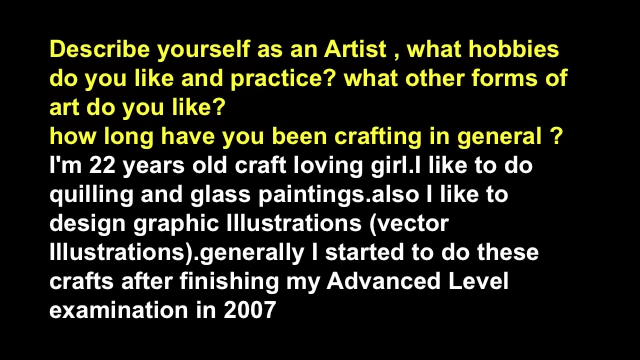 Describe yourself as an Artist , what hobbies
do you like and practice? what other forms of
art do you like?
how long have you been crafting in general ?
I'm 22 years old craft loving girl.I like to do
quilling and glass paintings.also I like to
design graphic Illustrations (vector
Illustrations).generally I started to do these
crafts after finishing my Advanced Level
examination in 2007